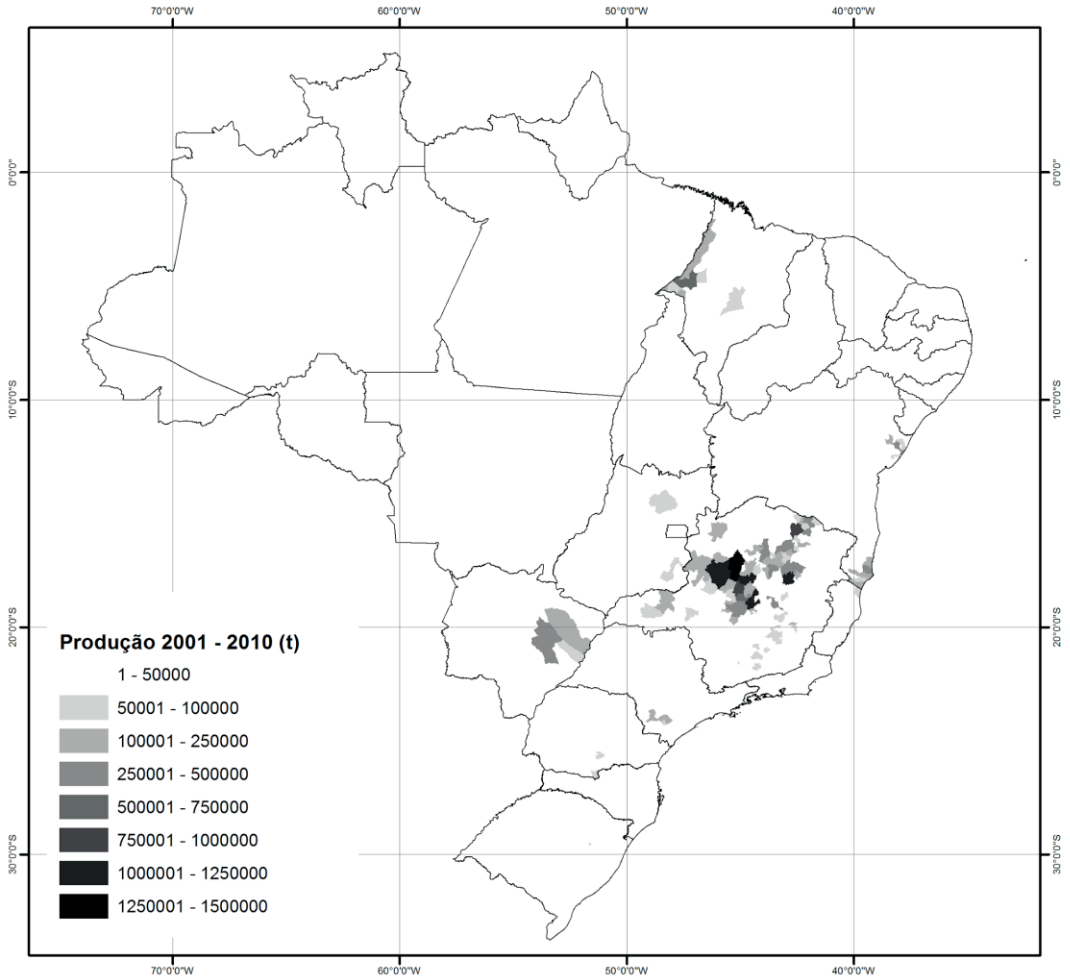 70°0'0"W 60°0'0"W 50°0'0"W 40°0'0"W
0°0'0" 0°0'0"
10°0'0"S 10°0'0"S
20°0'0"S 20°0'0"S
30°0'0"S 30°0'0"S
Produção 2001 - 2010 (t)
1 - 50000
50001 - 100000
100001 - 250000
250001 - 500000
500001 - 750000
750001 - 1000000
1000001 - 1250000
1250001 - 1500000
70°0'0"W 60°0'0"W 50°0'0"W 40°0'0"W